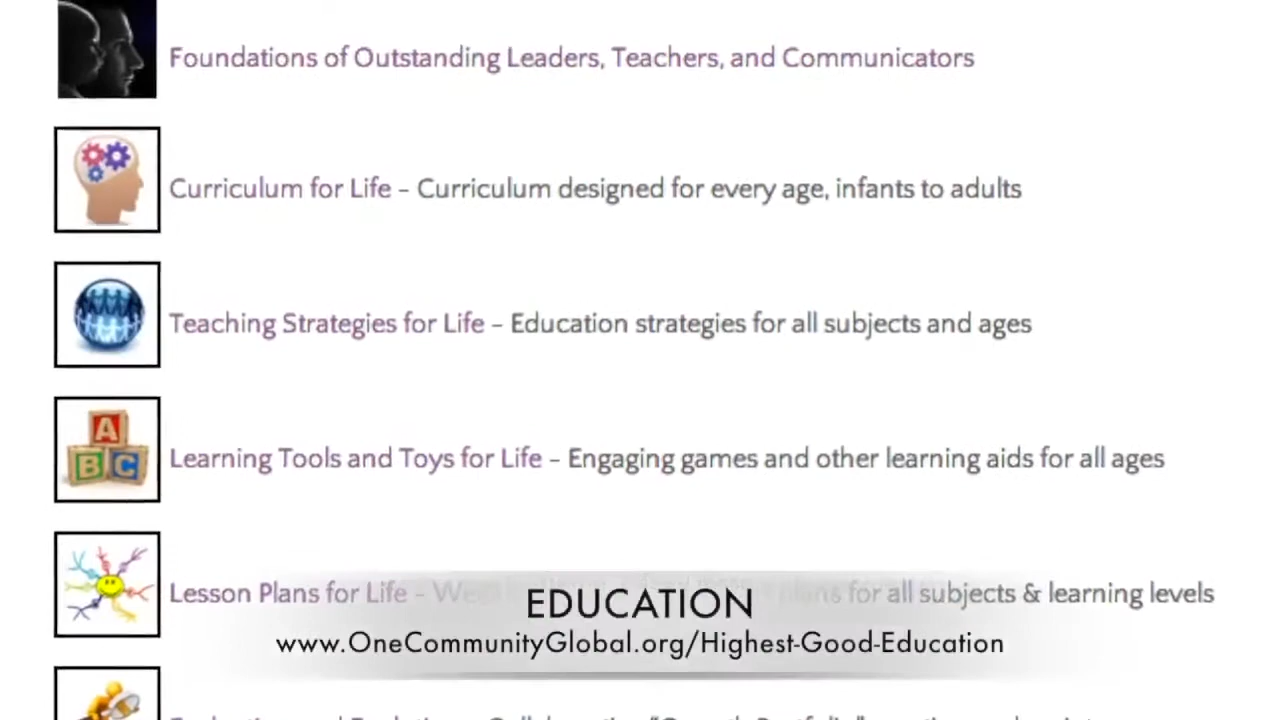 Foundations of Outstanding Leaders, Teachers, and Communicators
Curriculum for Life – Curriculum designed for every age, infants to adults
Teaching Strategies for Life – Education strategies for all subjects and ages
A
B C
Learning Tools and Toys for Life – Engaging games and other learning aids for all ages
Lesson Plans for Life – for all subjects & learning levels
EDUCATION
www.OneCommunityGlobal.org/Highest-Good-Education